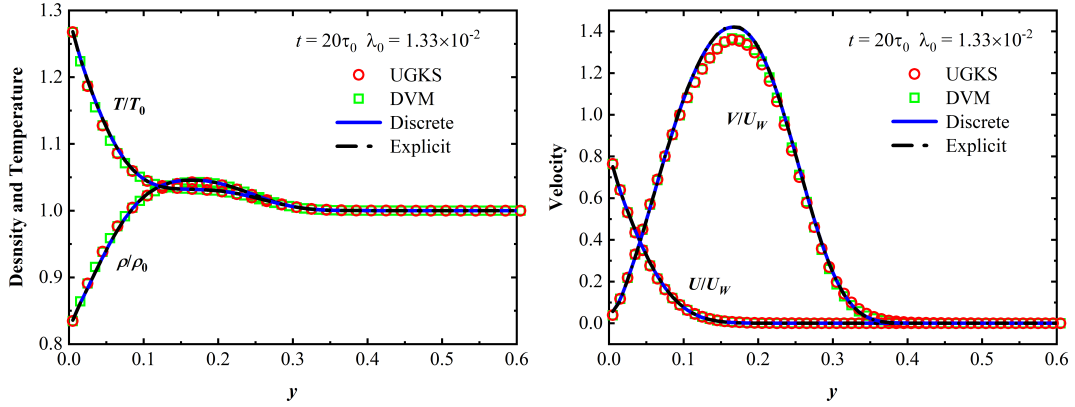 Desnsity and Temperature
1.3
1.2
1.1
1.0
0.9
0.8
t = 20τ₀ λ₀ = 1.33×10⁻²
UGKS
DVM
Discrete
Explicit
T/T₀
ρ/ρ₀
0.0 0.1 0.2 0.3 0.4 0.5 0.6
y
Velocity
1.4
1.2
1.0
0.8
0.6
0.4
0.2
0.0
t = 20τ₀ λ₀ = 1.33×10⁻²
UGKS
DVM
Discrete
Explicit
V/U_W
U/U_W
0.0 0.1 0.2 0.3 0.4 0.5 0.6
y